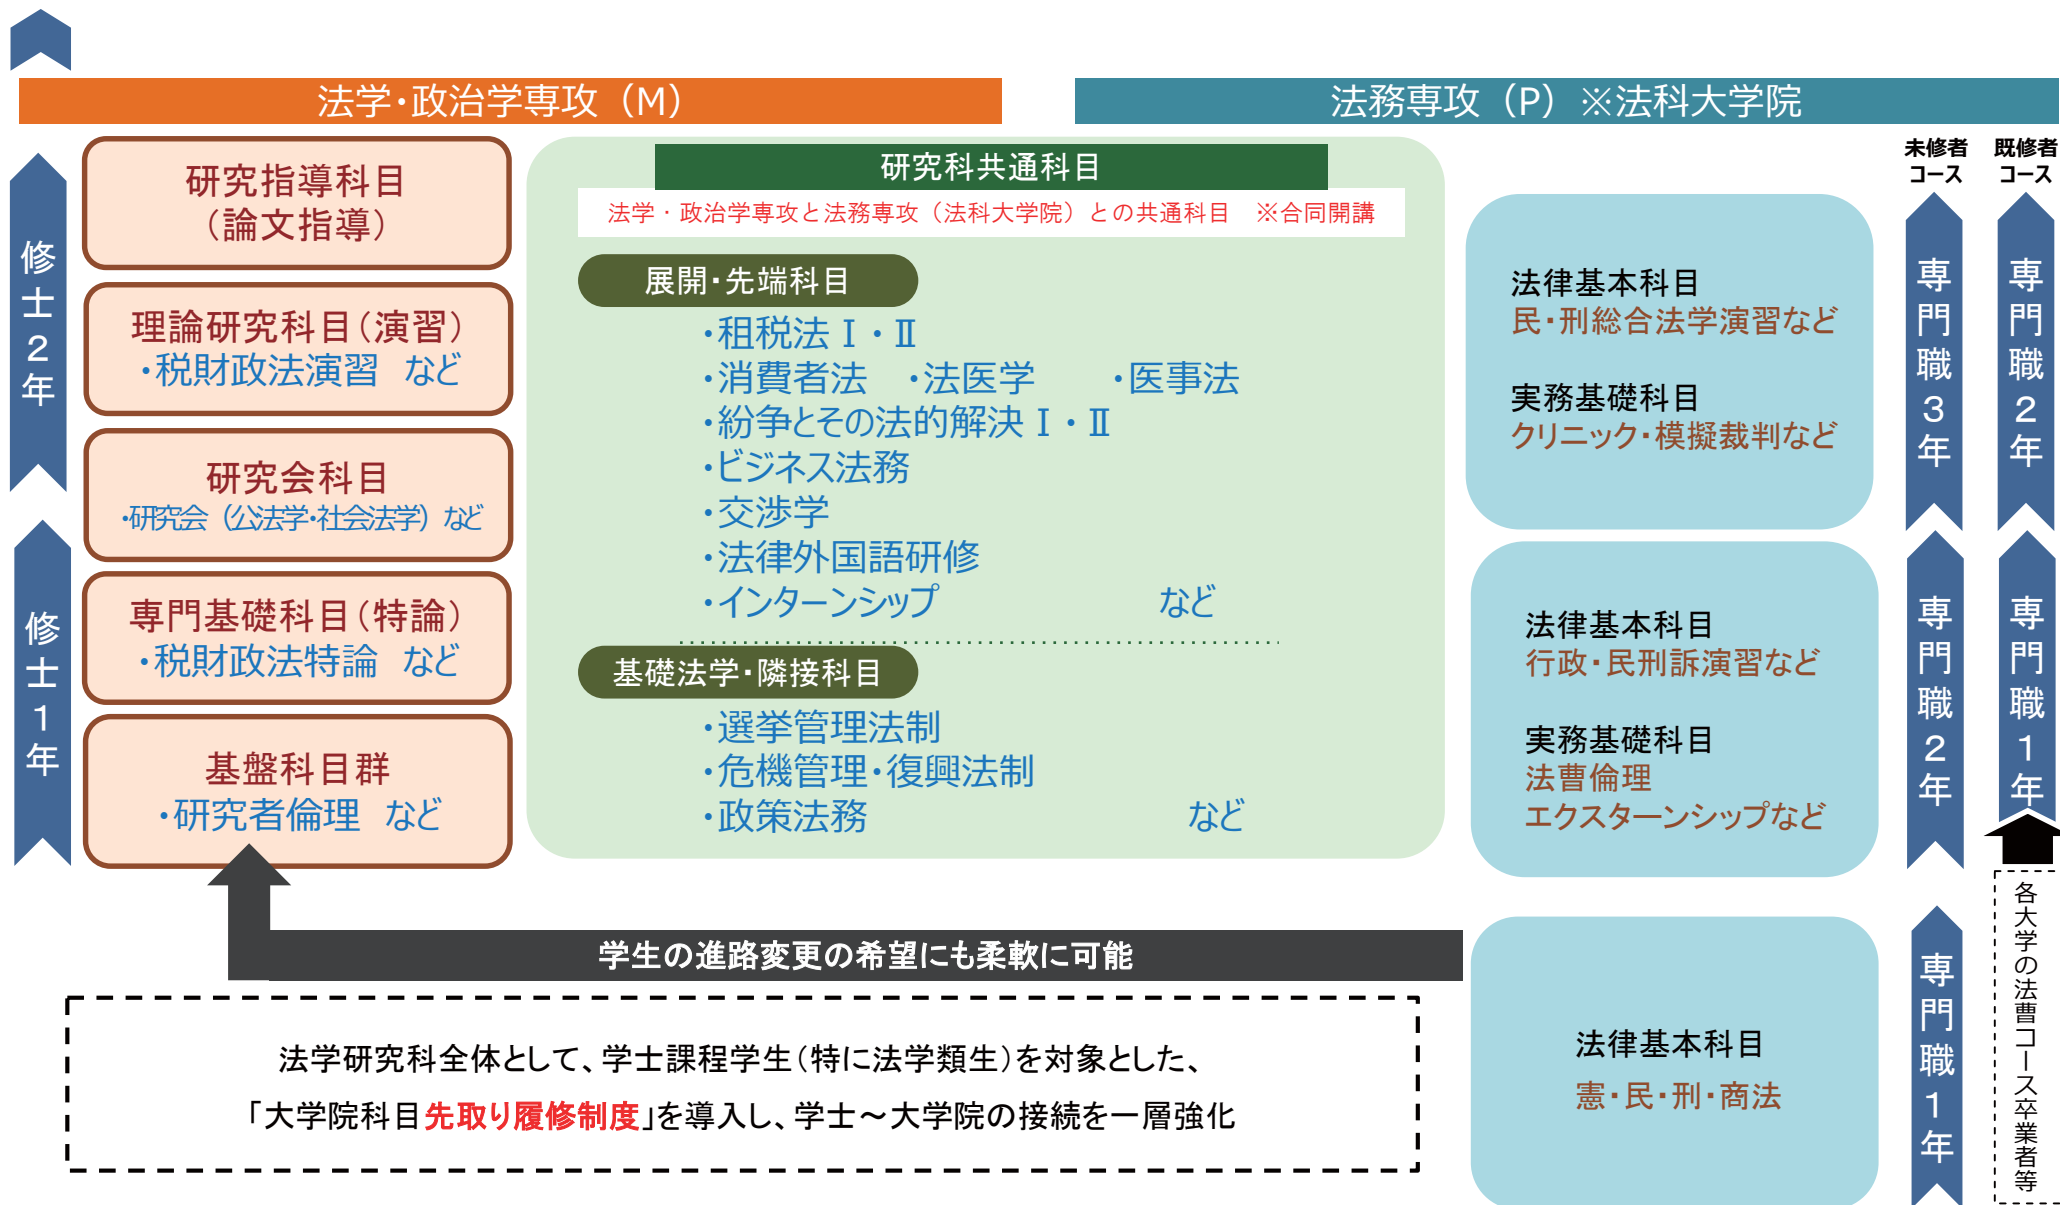 法学・政治学専攻（M）
法務専攻（P）※法科大学院
修士2年
修士1年
研究指導科目
（論文指導）
理論研究科目（演習）
・税財政法演習　など
研究会科目
・研究会（公法学・社会法学）など
専門基礎科目（特論）
・税財政法特論　など
基盤科目群
・研究者倫理　など
研究科共通科目
法学・政治学専攻と法務専攻（法科大学院）との共通科目　※合同開講
展開・先端科目
・租税法Ⅰ・Ⅱ
・消費者法　・法医学　　・医事法
・紛争とその法的解決Ⅰ・Ⅱ
・ビジネス法務
・交渉学
・法律外国語研修
・インターンシップ　　　　　　など
基礎法学・隣接科目
・選挙管理法制
・危機管理・復興法制
・政策法務　　　　　　　　　など
法律基本科目
民・刑総合法学演習など
実務基礎科目
クリニック・模擬裁判など
法律基本科目
行政・民刑訴演習など
実務基礎科目
法曹倫理
エクスターンシップなど
法律基本科目
憲・民・刑・商法
未修者
コース
専門職3年
専門職2年
専門職1年
既修者
コース
専門職2年
専門職1年
各大学の法曹コース卒業者等
学生の進路変更の希望にも柔軟に可能
法学研究科全体として、学士課程学生（特に法学類生）を対象とした、
「大学院科目先取り履修制度」を導入し、学士～大学院の接続を一層強化